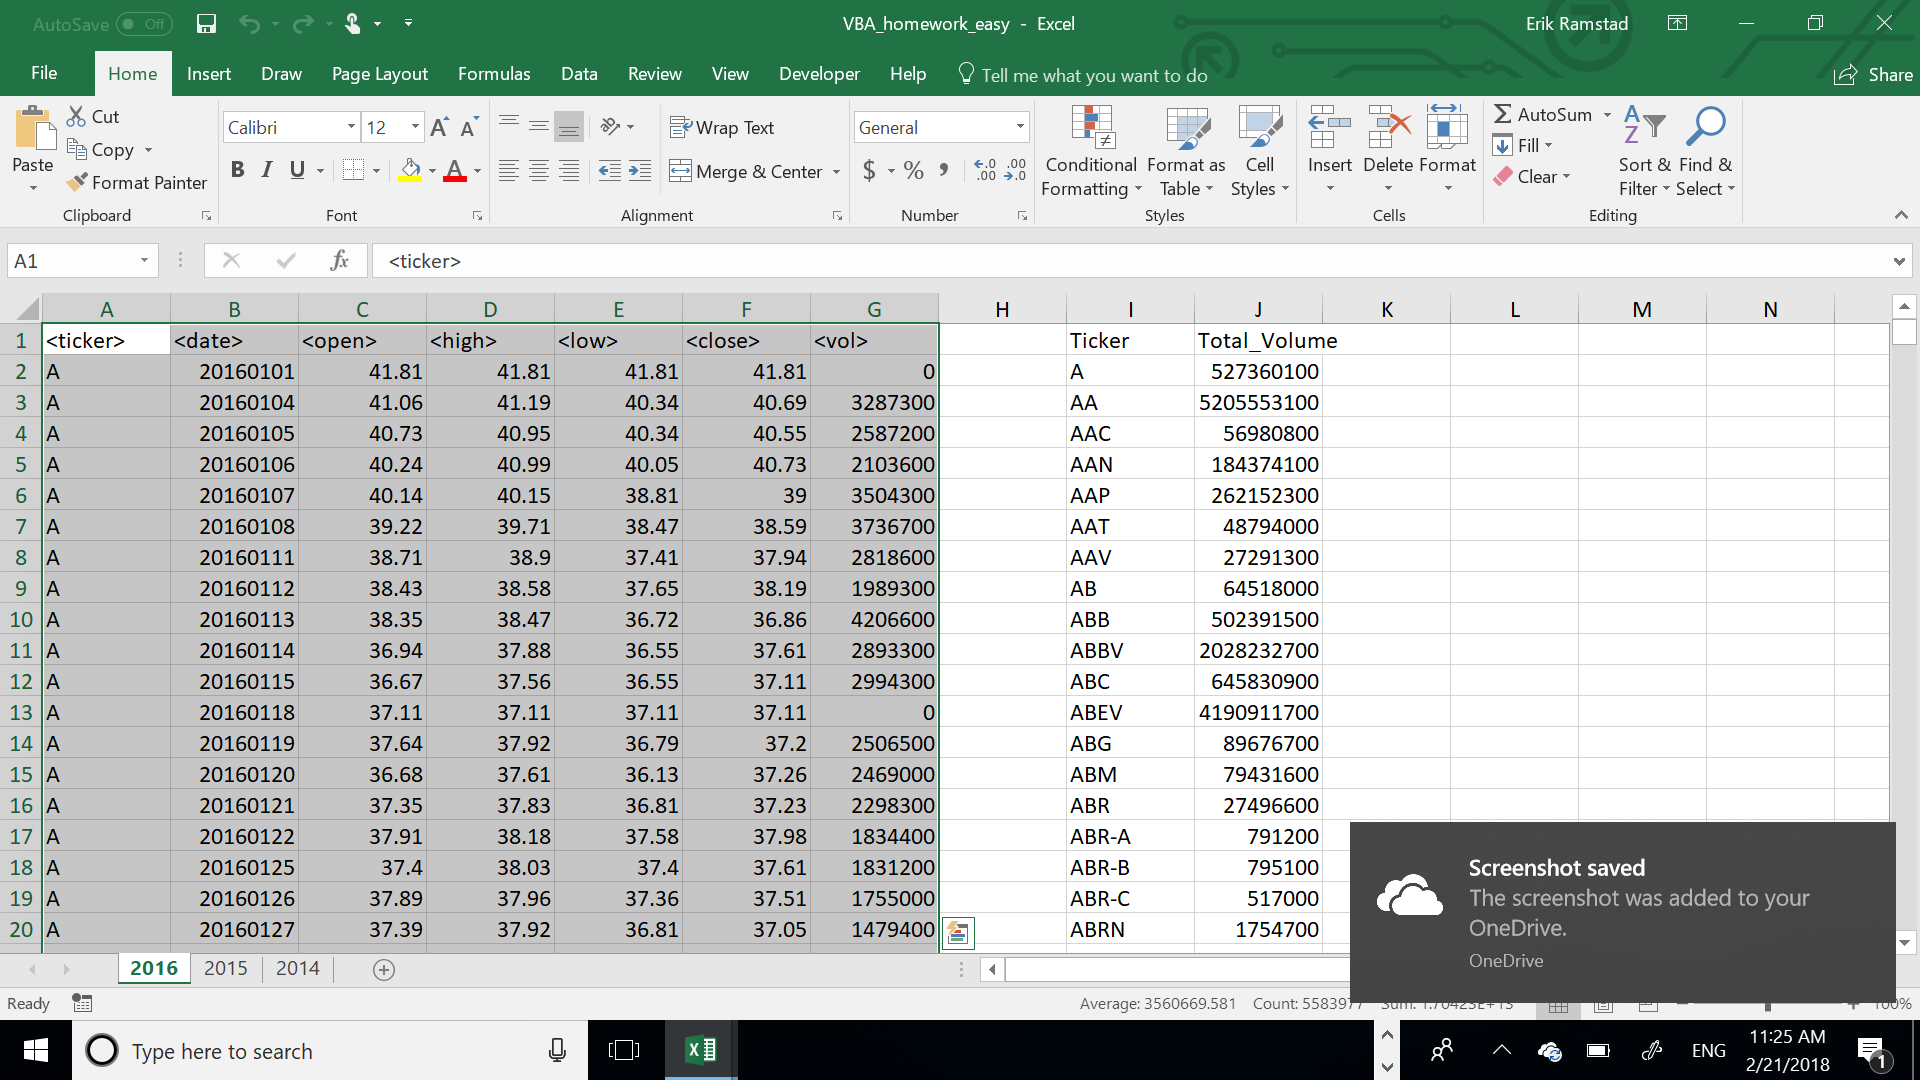 AutoSave Off VBA_homework_easy - Excel Erik Ramstad
File Home Insert Draw Page Layout Formulas Data Review View Developer Help Tell me what you want to do Share
Paste Cut Copy Format Painter Clipboard
Calibri 12 B I U Font
Wrap Text Merge & Center Alignment
General $ % Number
Conditional Formatting Format as Table Cell Styles Styles
Insert Delete Format Cells
AutoSum Fill Clear Sort & Filter Find & Select Editing
A1 fx <ticker>
A B C D E F G H I J K L M N
1 <ticker> <date> <open> <high> <low> <close> <vol> Ticker Total_Volume
2 A 20160101 41.81 41.81 41.81 41.81 0 A 527360100
3 A 20160104 41.06 41.19 40.34 40.69 3287300 AA 5205553100
4 A 20160105 40.73 40.95 40.34 40.55 2587200 AAC 56980800
5 A 20160106 40.24 40.99 40.05 40.73 2103600 AAN 184374100
6 A 20160107 40.14 40.15 38.81 39 3504300 AAP 262152300
7 A 20160108 39.22 39.71 38.47 38.59 3736700 AAT 48794000
8 A 20160111 38.71 38.9 37.41 37.94 2818600 AAV 27291300
9 A 20160112 38.43 38.58 37.65 38.19 1989300 AB 64518000
10 A 20160113 38.35 38.47 36.72 36.86 4206600 ABB 502391500
11 A 20160114 36.94 37.88 36.55 37.61 2893300 ABBV 2028232700
12 A 20160115 36.67 37.56 36.55 37.11 2994300 ABC 645830900
13 A 20160118 37.11 37.11 37.11 37.11 0 ABEV 4190911700
14 A 20160119 37.64 37.92 36.79 37.2 2506500 ABG 89676700
15 A 20160120 36.68 37.61 36.13 37.26 2469000 ABM 79431600
16 A 20160121 37.35 37.83 36.81 37.23 2298300 ABR 27496600
17 A 20160122 37.91 38.18 37.58 37.98 1834400 ABR-A 791200
18 A 20160125 37.4 38.03 37.4 37.61 1831200 ABR-B 795100
19 A 20160126 37.89 37.96 37.36 37.51 1755000 ABR-C 517000
20 A 20160127 37.39 37.92 36.81 37.05 1479400 ABRN 1754700
Screenshot saved
The screenshot was added to your
OneDrive.
OneDrive
2016 2015 2014
Ready Average: 3560669.581 Count: 5583977 Sum: 1.70423E+13 100%
Type here to search ENG 11:25 AM
2/21/2018 1